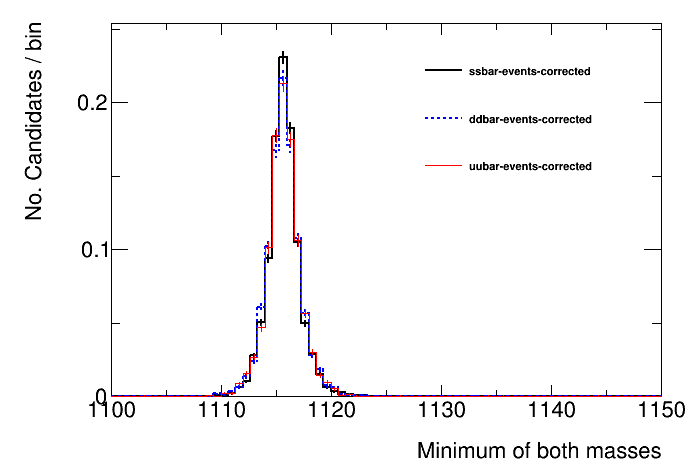 No. Candidates / bin
0.2
0.1
0
ssbar-events-corrected
ddbar-events-corrected
uubar-events-corrected
1100 1110 1120 1130 1140 1150
Minimum of both masses